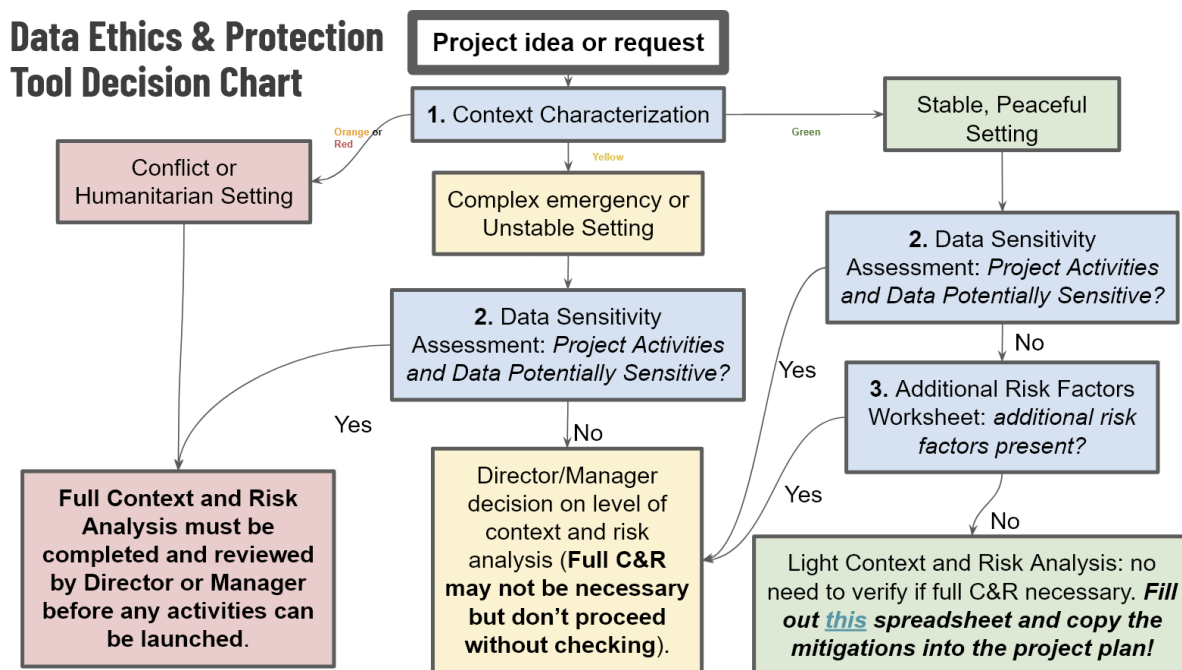 Data Ethics & Protection
Tool Decision Chart
Project idea or request
1. Context Characterization
Orange or
Red
Yellow
Green
Stable, Peaceful
Setting
Conflict or
Humanitarian Setting
Complex emergency or
Unstable Setting
2. Data Sensitivity
Assessment: Project Activities
and Data Potentially Sensitive?
2. Data Sensitivity
Assessment: Project Activities
and Data Potentially Sensitive?
Yes
No
Yes
No
3. Additional Risk Factors
Worksheet: additional risk
factors present?
Yes
No
Full Context and Risk
Analysis must be
completed and reviewed
by Director or Manager
before any activities can
be launched.
Director/Manager
decision on level of
context and risk
analysis (Full C&R
may not be necessary
but don't proceed
without checking).
Light Context and Risk Analysis: no
need to verify if full C&R necessary. Fill
out this spreadsheet and copy the
mitigations into the project plan!